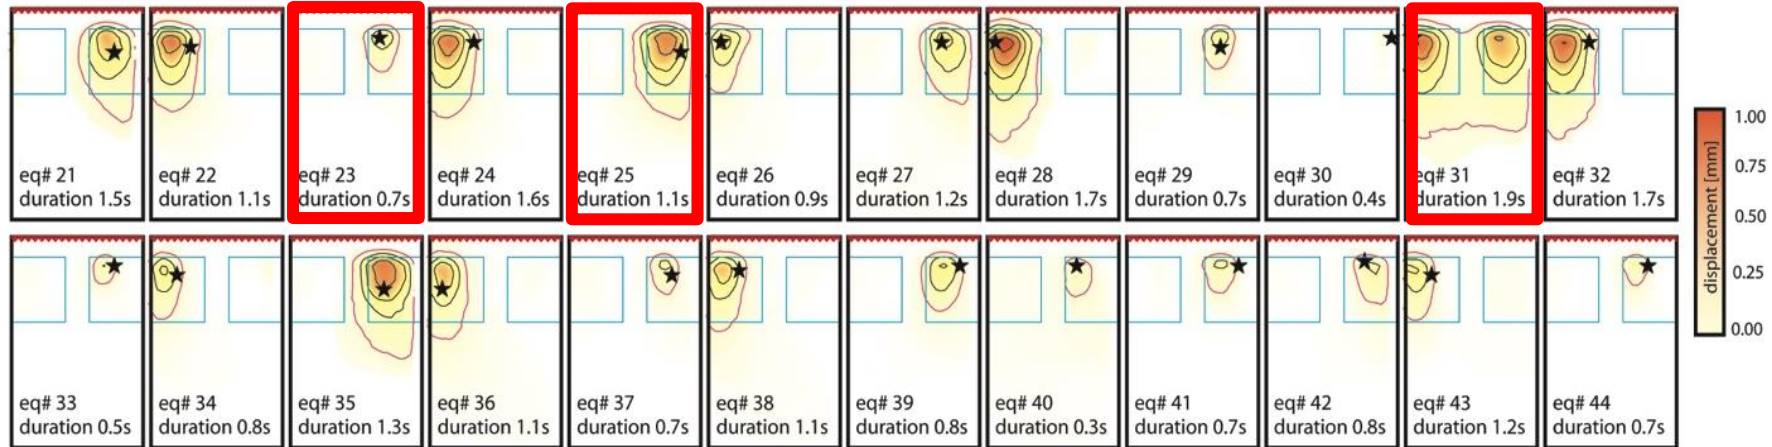 eq# 21
duration 1.5s
eq# 22
duration 1.1s
eq# 23
duration 0.7s
eq# 24
duration 1.6s
eq# 25
duration 1.1s
eq# 26
duration 0.9s
eq# 27
duration 1.2s
eq# 28
duration 1.7s
eq# 29
duration 0.7s
eq# 30
duration 0.4s
eq# 31
duration 1.9s
eq# 32
duration 1.7s
eq# 33
duration 0.5s
eq# 34
duration 0.8s
eq# 35
duration 1.3s
eq# 36
duration 1.1s
eq# 37
duration 0.7s
eq# 38
duration 1.1s
eq# 39
duration 0.8s
eq# 40
duration 0.3s
eq# 41
duration 0.7s
eq# 42
duration 0.8s
eq# 43
duration 1.2s
eq# 44
duration 0.7s
displacement [mm]
1.00
0.75
0.50
0.25
0.00